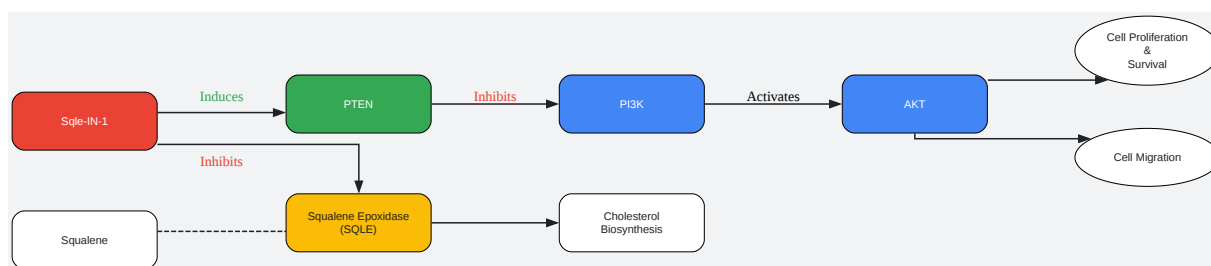 Cell Proliferation
&
Survival
Induces
Inhibits
Activates
Sqle-IN-1
PTEN
PI3K
AKT
Inhibits
Cell Migration
Squalene Epoxidase
(SQLE)
Cholesterol
Biosynthesis
Squalene